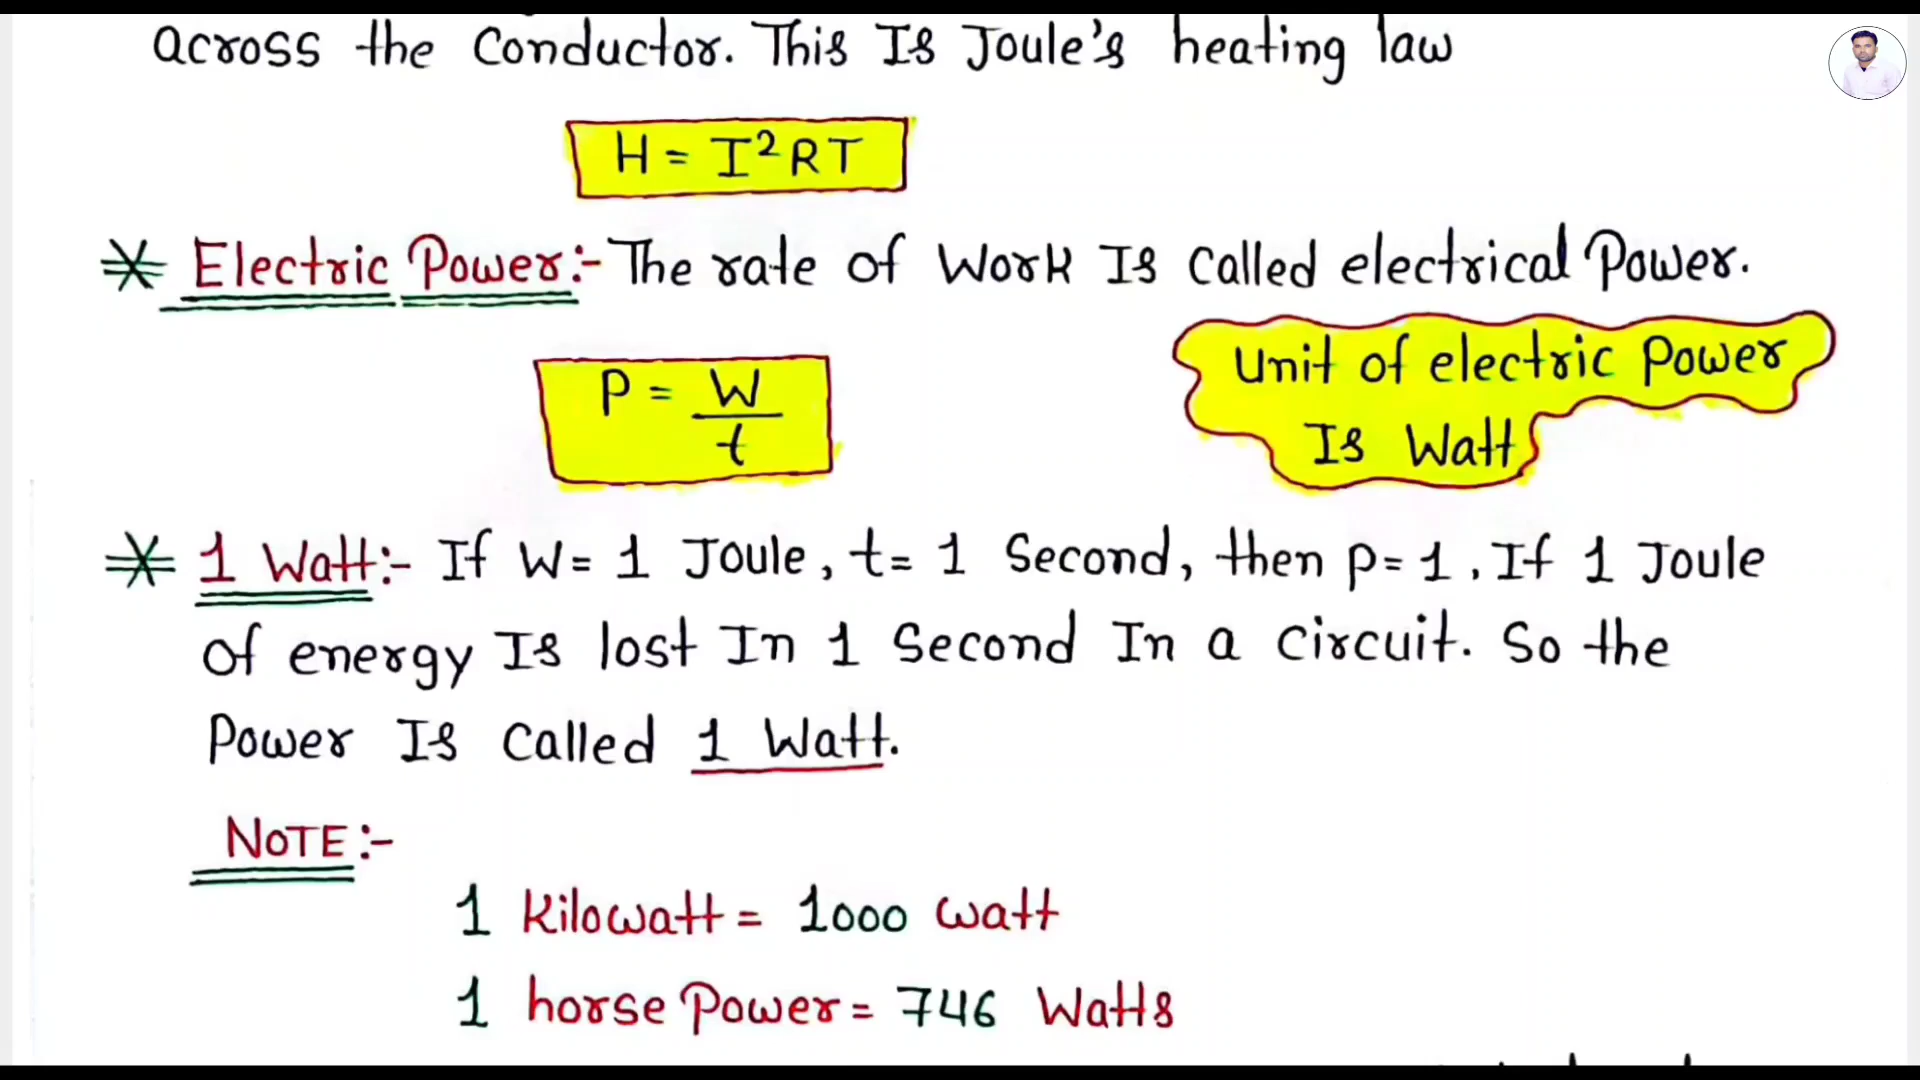 across the Conductor. This Is Joule's heating law
H = I²RT
* Electric Power:- The rate of Work Is Called electrical Power.
P = W/t
Unit of electric Power
Is Watt
* 1 Watt:- If W= 1 Joule, t= 1 Second, then P= 1. If 1 Joule
of energy Is lost In 1 Second In a Circuit. So the
Power Is Called 1 Watt.
NOTE:-
1 Kilowatt = 1000 watt
1 horse Power = 746 Watts